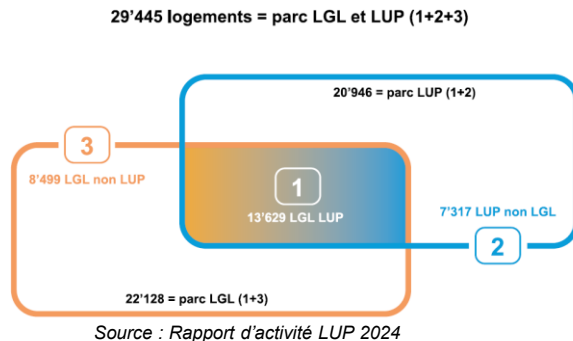 29'445 logements = parc LGL et LUP (1+2+3)
20'946 = parc LUP (1+2)
3
8'499 LGL non LUP
1
13'629 LGL LUP
7'317 LUP non LGL
2
22'128 = parc LGL (1+3)
Source : Rapport d'activité LUP 2024